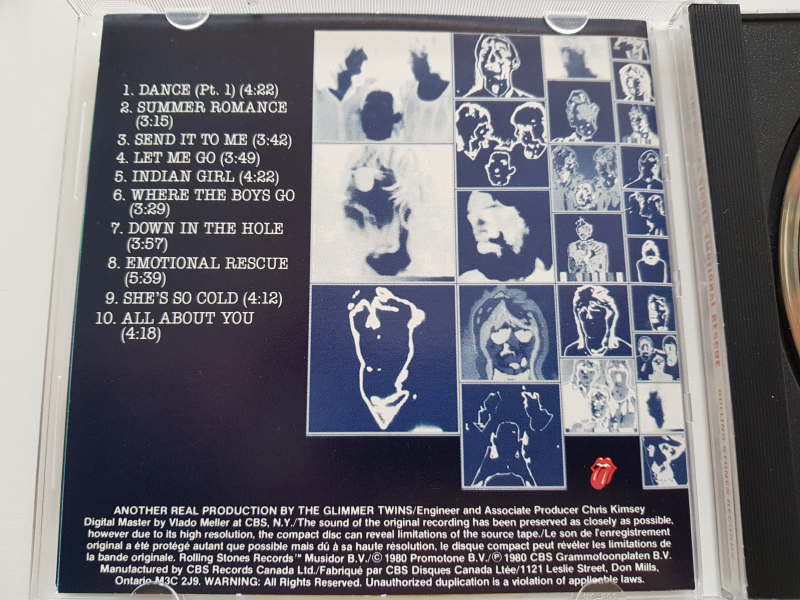 1. DANCE (Pt. 1) (4:22)
2. SUMMER ROMANCE
(3:15)
3. SEND IT TO ME (3:42)
4. LET ME GO (3:49)
5. INDIAN GIRL (4:22)
6. WHERE THE BOYS GO
(3:29)
7. DOWN IN THE HOLE
(3:57)
8. EMOTIONAL RESCUE
(5:39)
9. SHE'S SO COLD (4:12)
10. ALL ABOUT YOU
(4:18)
ANOTHER REAL PRODUCTION BY THE GLIMMER TWINS/Engineer and Associate Producer Chris Kimsey
Digital Master by Vlado Meller at CBS, N.Y./The sound of the original recording has been preserved as closely as possible,
however due to its high resolution, the compact disc can reveal limitations of the source tape./Le son de l'enregistrement
original a été protégé autant que possible mais dû à sa haute résolution, le disque compact peut révéler les limitations de
la bande originale. Rolling Stones Records™ Musidor B.V./© 1980 Promotone B.V./℗ 1980 CBS Grammofoonplaten B.V.
Manufactured by CBS Records Canada Ltd./Fabriqué par CBS Disques Canada Ltée/1121 Leslie Street, Don Mills,
Ontario M3C 2J9. WARNING: All Rights Reserved. Unauthorized duplication is a violation of applicable laws.
EMOTIONAL RESCUE
ROLLING STONES RECORDS